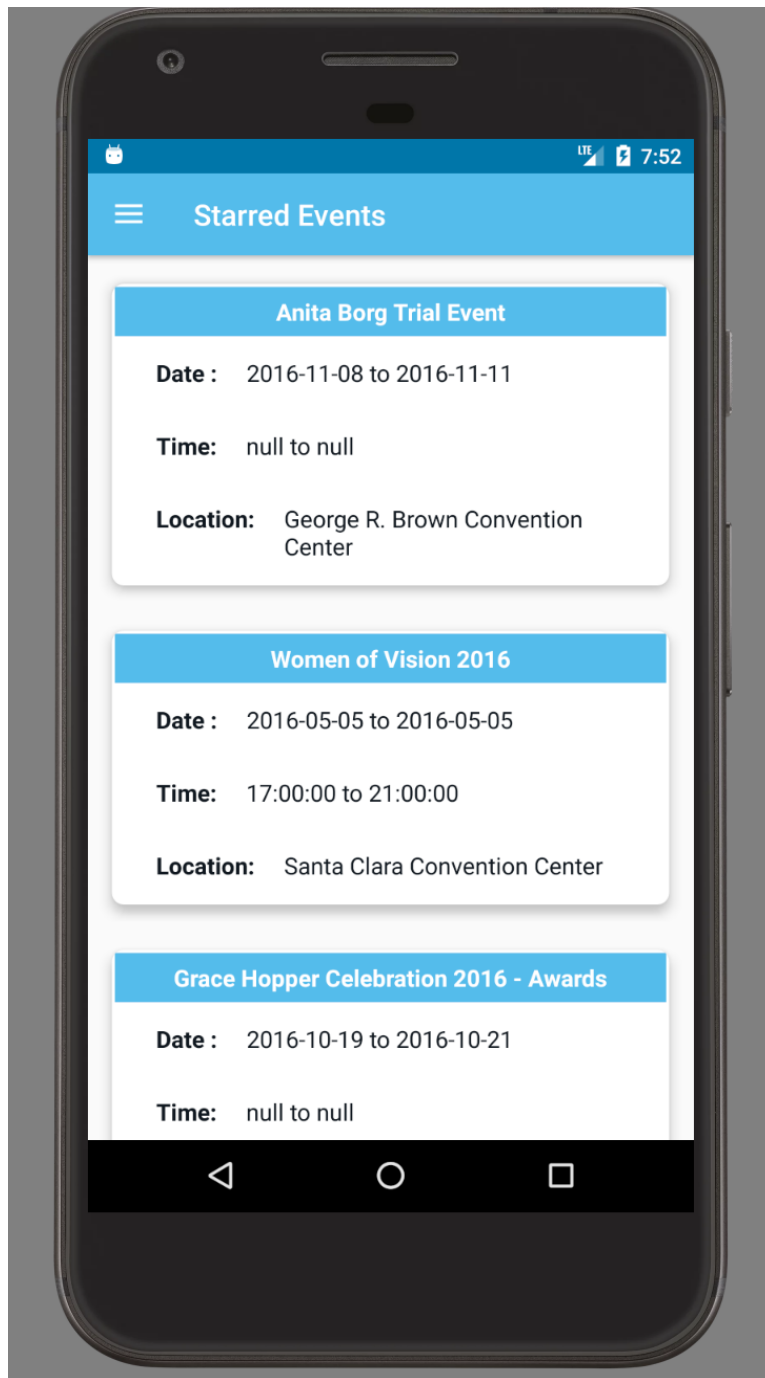 LTE 7:52
Starred Events
Anita Borg Trial Event
Date : 2016-11-08 to 2016-11-11
Time: null to null
Location: George R. Brown Convention
Center
Women of Vision 2016
Date : 2016-05-05 to 2016-05-05
Time: 17:00:00 to 21:00:00
Location: Santa Clara Convention Center
Grace Hopper Celebration 2016 - Awards
Date : 2016-10-19 to 2016-10-21
Time: null to null